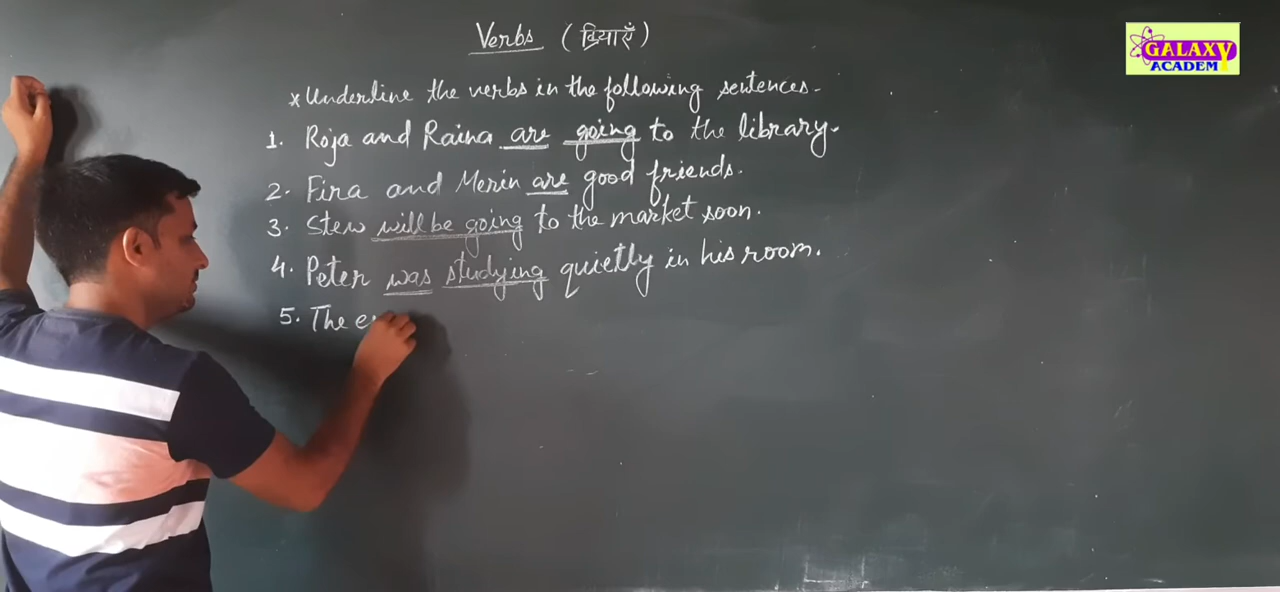 Verbs (क्रियाएँ)
GALAXY
ACADEMY
* Underline the verbs in the following sentences.
1. Roja and Raina are going to the library.
2. Fira and Merin are good friends.
3. Stew will be going to the market soon.
4. Peter was studying quietly in his room.
5. The